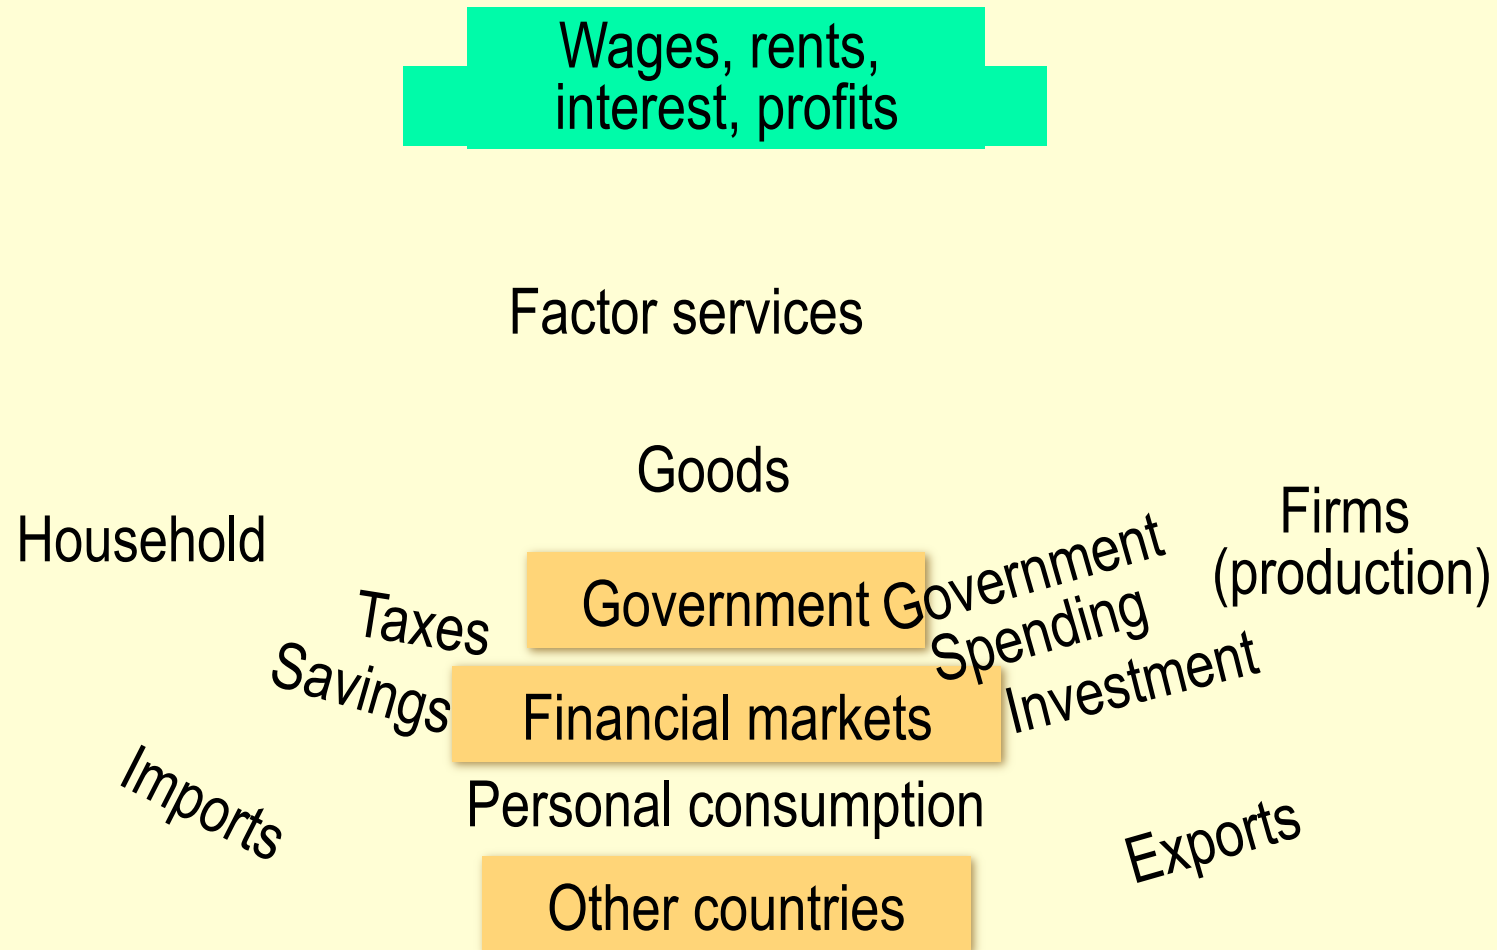 Wages, rents,
interest, profits
Factor services
Goods
Household
Firms
(production)
Government
Government
Spending
Taxes
Savings
Financial markets
Investment
Imports
Personal consumption
Exports
Other countries